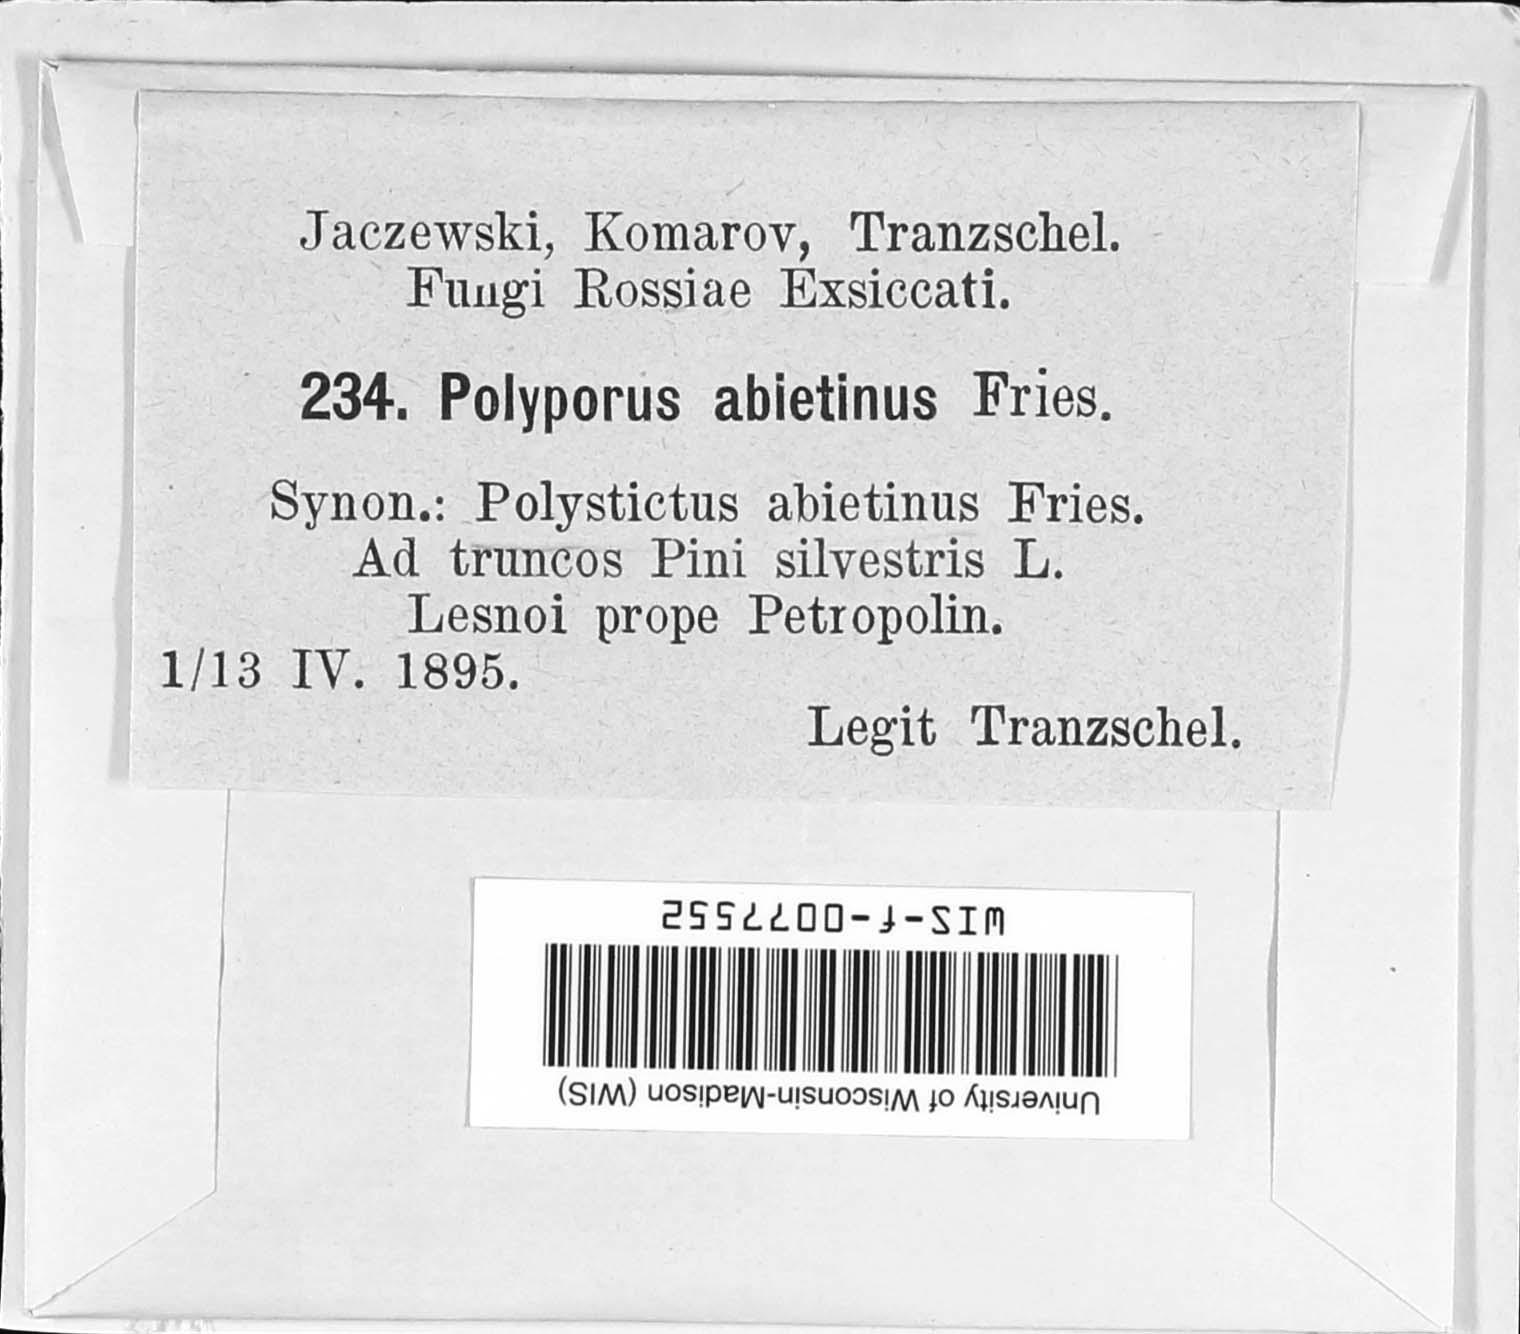 Jaczewski, Komarov, Tranzschel.
Fungi Rossiae Exsiccati.
234. Polyporus abietinus Fries.
Synon.: Polystictus abietinus Fries.
Ad truncos Pini silvestris L.
Lesnoi prope Petropolin.
1/13 IV. 1895.
Legit Tranzschel.
University of Wisconsin-Madison (WIS)
WIS-f-0077552